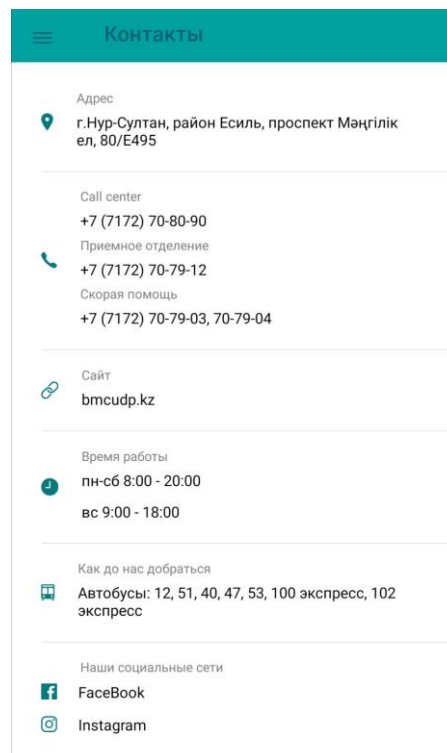 Контакты
Адрес
г.Нур-Султан, район Есиль, проспект Мәңгілік
ел, 80/Е495
Call center
+7 (7172) 70-80-90
Приемное отделение
+7 (7172) 70-79-12
Скорая помощь
+7 (7172) 70-79-03, 70-79-04
Сайт
bmcudp.kz
Время работы
пн-сб 8:00 - 20:00
вс 9:00 - 18:00
Как до нас добраться
Автобусы: 12, 51, 40, 47, 53, 100 экспресс, 102
экспресс
Наши социальные сети
FaceBook
Instagram